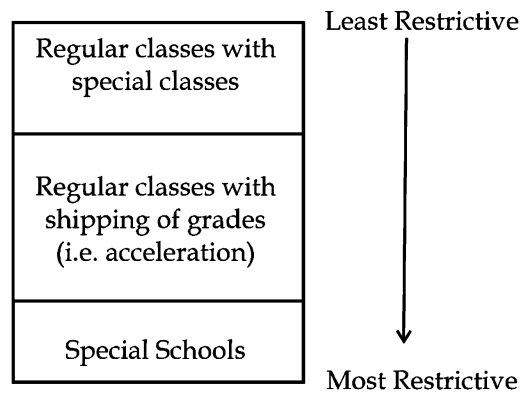 Least Restrictive
Regular classes with
special classes
Regular classes with
shipping of grades
(i.e. acceleration)
Special Schools
Most Restrictive